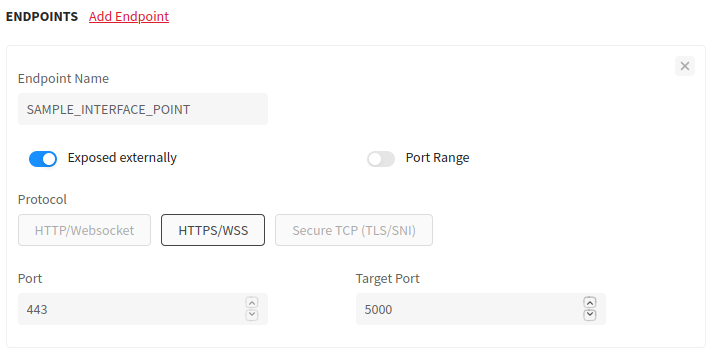 ENDPOINTS Add Endpoint
Endpoint Name
SAMPLE_INTERFACE_POINT
Exposed externally Port Range
Protocol
HTTP/Websocket HTTPS/WSS Secure TCP (TLS/SNI)
Port Target Port
443 5000